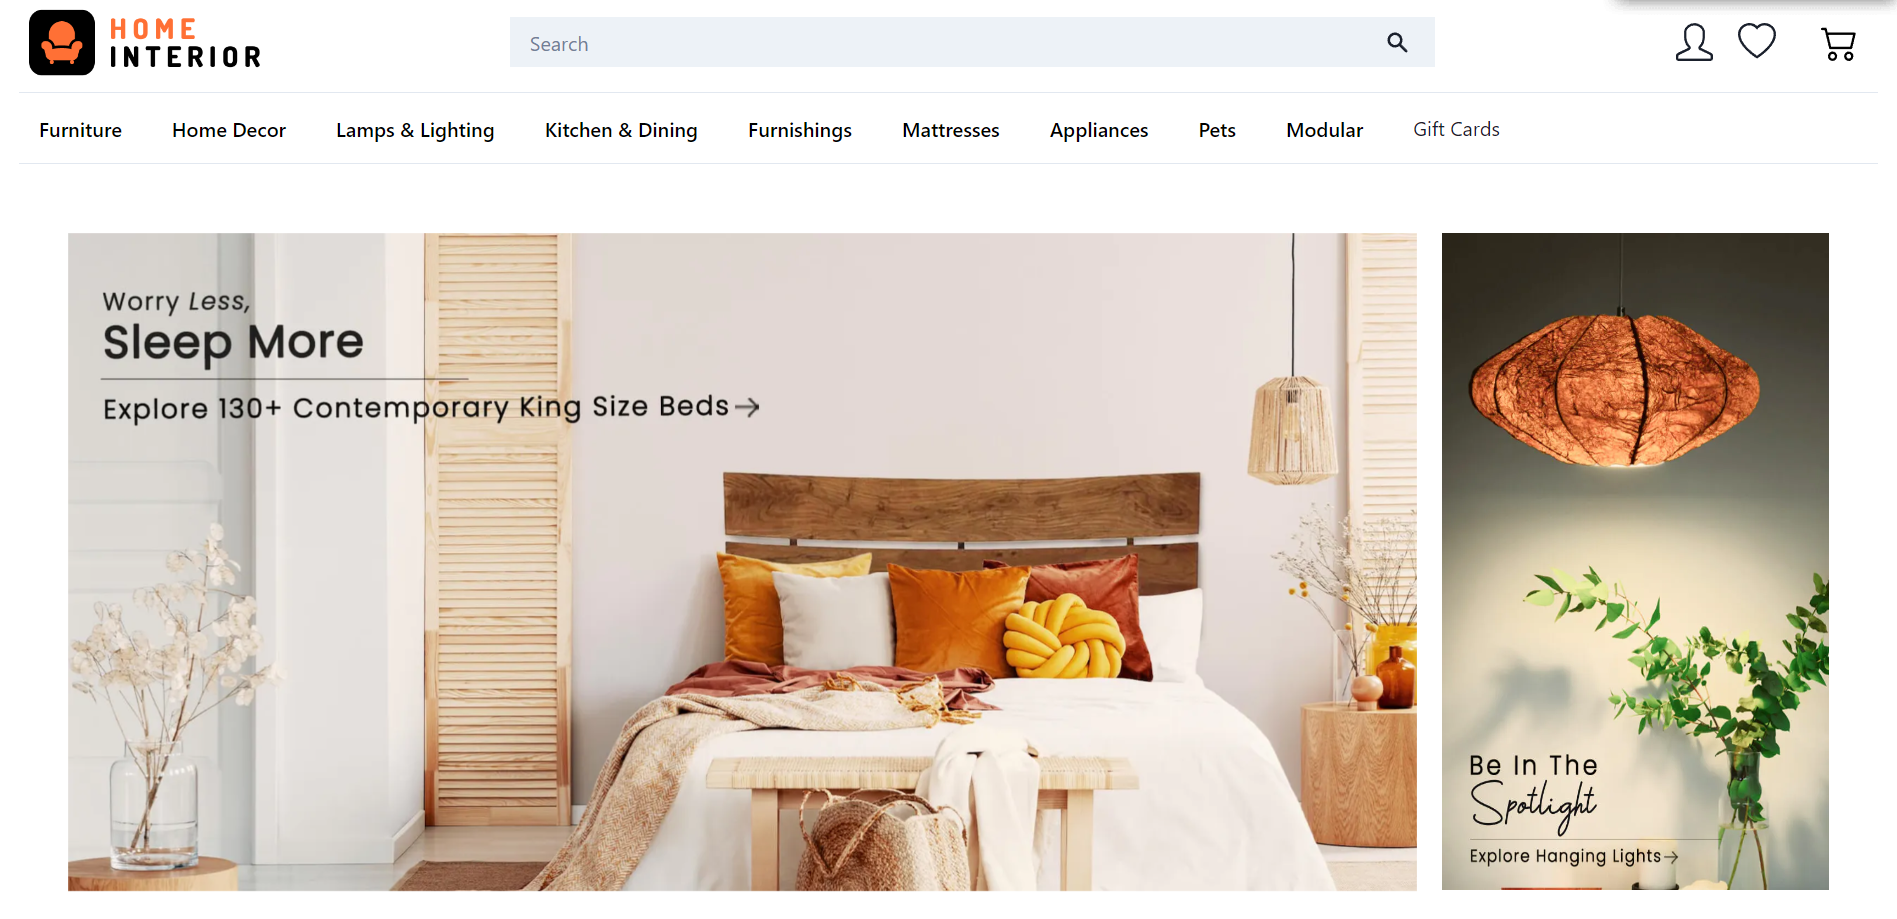 HOME
INTERIOR
Search
Furniture
Home Decor
Lamps & Lighting
Kitchen & Dining
Furnishings
Mattresses
Appliances
Pets
Modular
Gift Cards
Worry Less,
Sleep More
Explore 130+ Contemporary King Size Beds→
Be In The
Spotlight
Explore Hanging Lights→